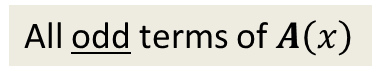 All odd terms of A(x)